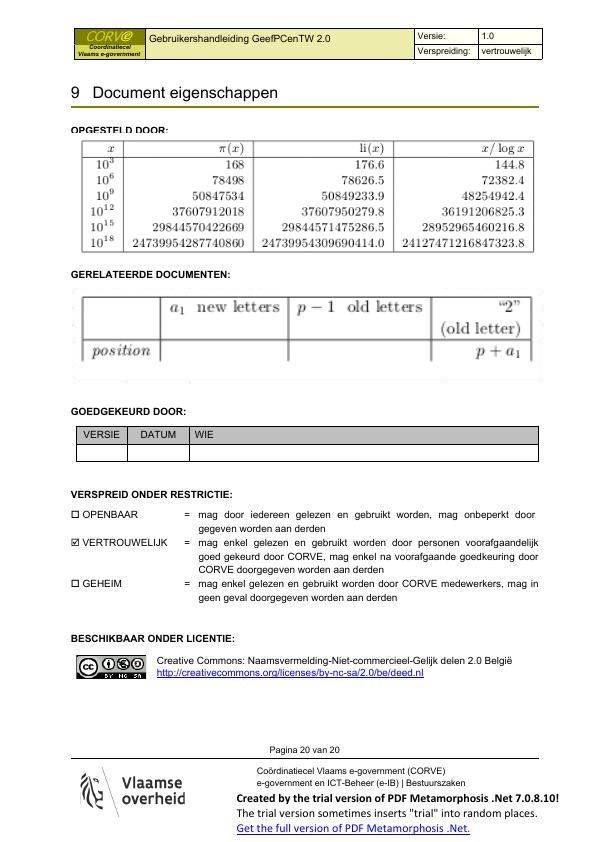 CORVE
Coördinatiecel
Vlaams e-government
Gebruikershandleiding GeefPCenTW 2.0
Versie: 1.0
Verspreiding: vertrouwelijk
9 Document eigenschappen
OPGESTELD DOOR:
x π(x) li(x) x/ log x
10^3 168 176.6 144.8
10^6 78498 78626.5 72382.4
10^9 50847534 50849233.9 48254942.4
10^12 37607912018 37607950279.8 36191206825.3
10^15 29844570422669 29844571475286.5 28952965460216.8
10^18 24739954287740860 24739954309690414.0 24127471216847323.8
GERELATEERDE DOCUMENTEN:
a₁ new letters p − 1 old letters “2”
(old letter)
position p + a₁
GOEDGEKEURD DOOR:
VERSIE DATUM WIE
VERSPREID ONDER RESTRICTIE:
☐ OPENBAAR = mag door iedereen gelezen en gebruikt worden, mag onbeperkt door
gegeven worden aan derden
☑ VERTROUWELIJK = mag enkel gelezen en gebruikt worden door personen voorafgaandelijk
goed gekeurd door CORVE, mag enkel na voorafgaande goedkeuring door
CORVE doorgegeven worden aan derden
☐ GEHEIM = mag enkel gelezen en gebruikt worden door CORVE medewerkers, mag in
geen geval doorgegeven worden aan derden
BESCHIKBAAR ONDER LICENTIE:
cc BY NC SA
Creative Commons: Naamsvermelding-Niet-commercieel-Gelijk delen 2.0 België
http://creativecommons.org/licenses/by-nc-sa/2.0/be/deed.nl
Pagina 20 van 20
Vlaamse
overheid
Coördinatiecel Vlaams e-government (CORVE)
e-government en ICT-Beheer (e-IB) | Bestuurszaken
Created by the trial version of PDF Metamorphosis .Net 7.0.8.10!
The trial version sometimes inserts "trial" into random places.
Get the full version of PDF Metamorphosis .Net.